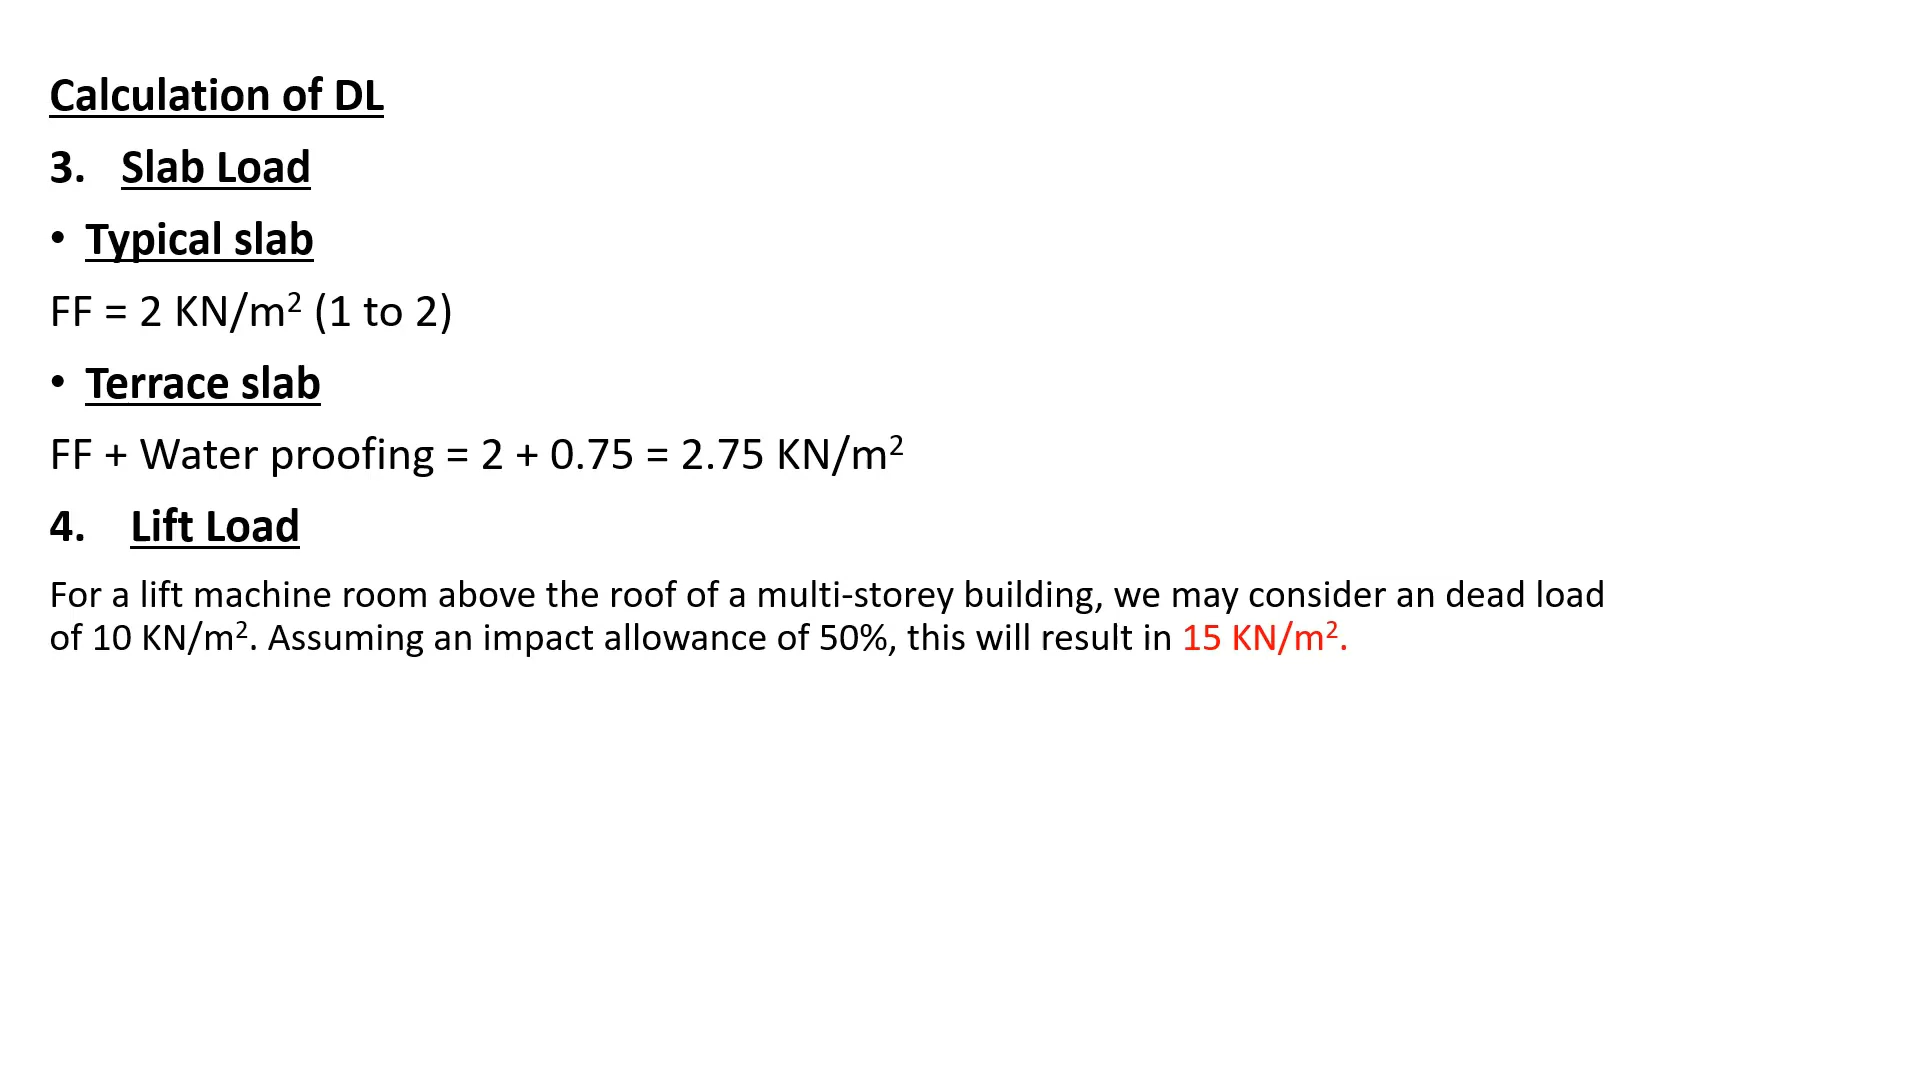 Calculation of DL
3. Slab Load
• Typical slab
FF = 2 KN/m² (1 to 2)
• Terrace slab
FF + Water proofing = 2 + 0.75 = 2.75 KN/m²
4. Lift Load
For a lift machine room above the roof of a multi-storey building, we may consider an dead load
of 10 KN/m². Assuming an impact allowance of 50%, this will result in 15 KN/m².